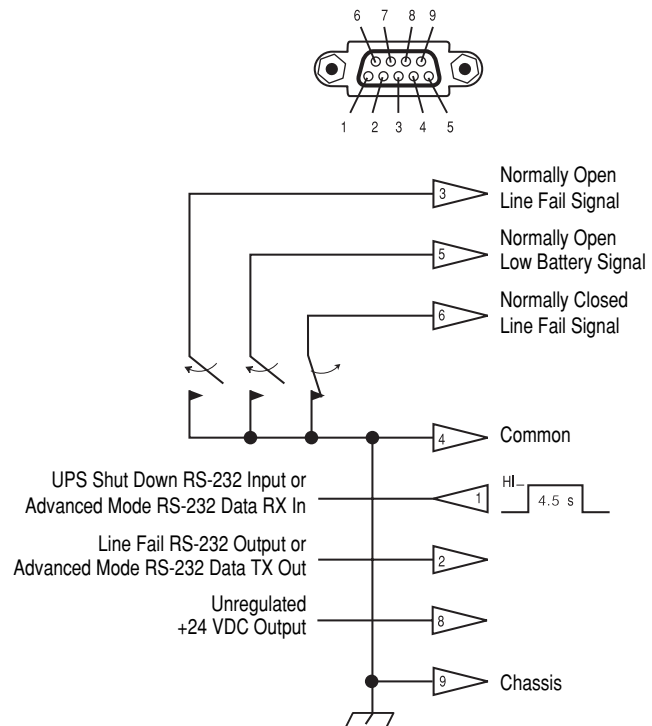 6 7 8 9
1 2 3 4 5
3
Normally Open
Line Fail Signal
5
Normally Open
Low Battery Signal
6
Normally Closed
Line Fail Signal
4
Common
UPS Shut Down RS-232 Input or
Advanced Mode RS-232 Data RX In
1
HI
4.5 s
Line Fail RS-232 Output or
Advanced Mode RS-232 Data TX Out
2
Unregulated
+24 VDC Output
8
9
Chassis